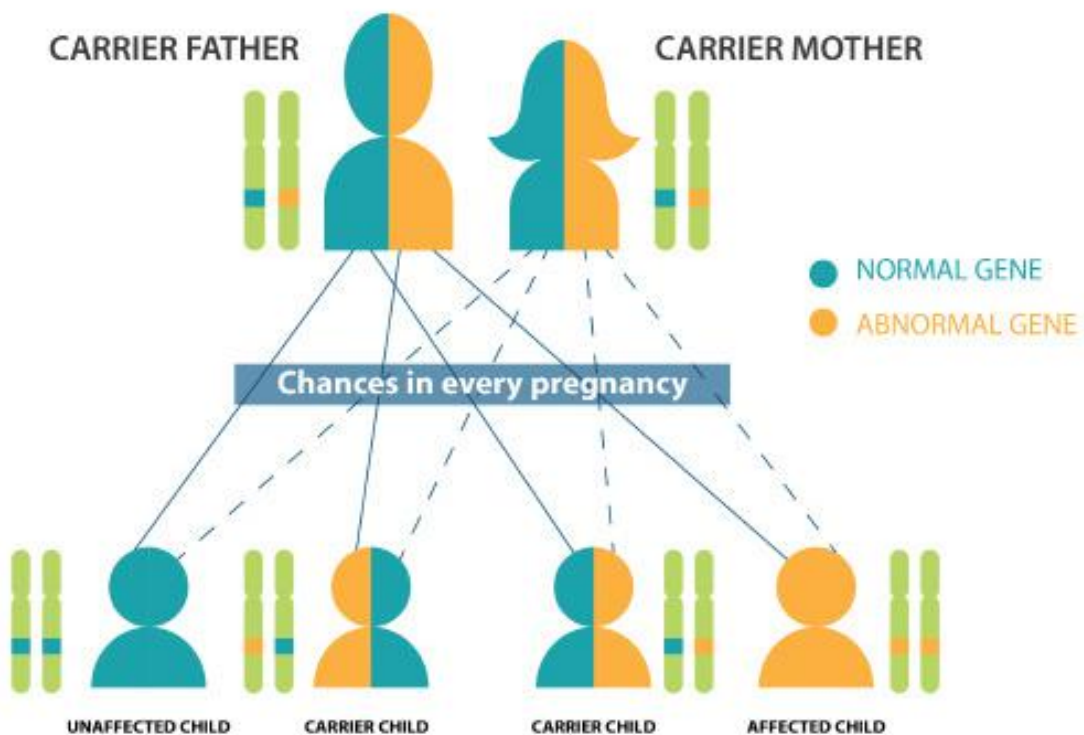 CARRIER FATHER
CARRIER MOTHER
NORMAL GENE
ABNORMAL GENE
Chances in every pregnancy
UNAFFECTED CHILD
CARRIER CHILD
CARRIER CHILD
AFFECTED CHILD